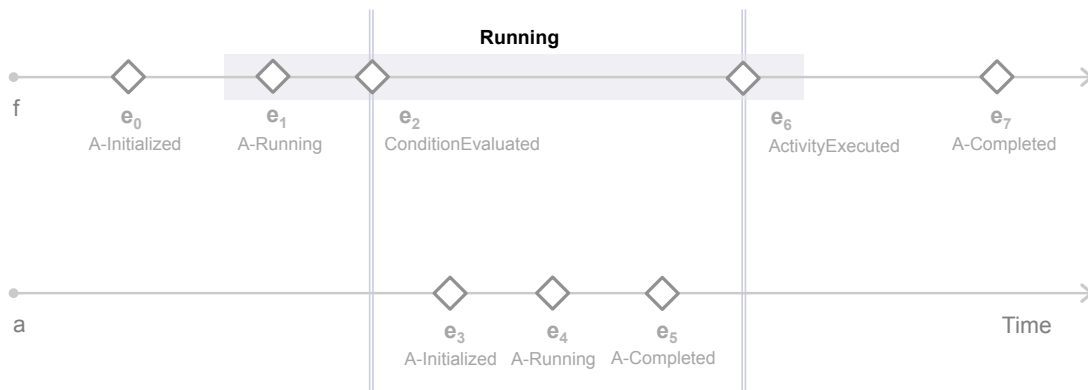 Running
f
e0 e1 e2 e6 e7
A-Initialized A-Running ConditionEvaluated ActivityExecuted A-Completed
a Time
e3 e4 e5
A-Initialized A-Running A-Completed